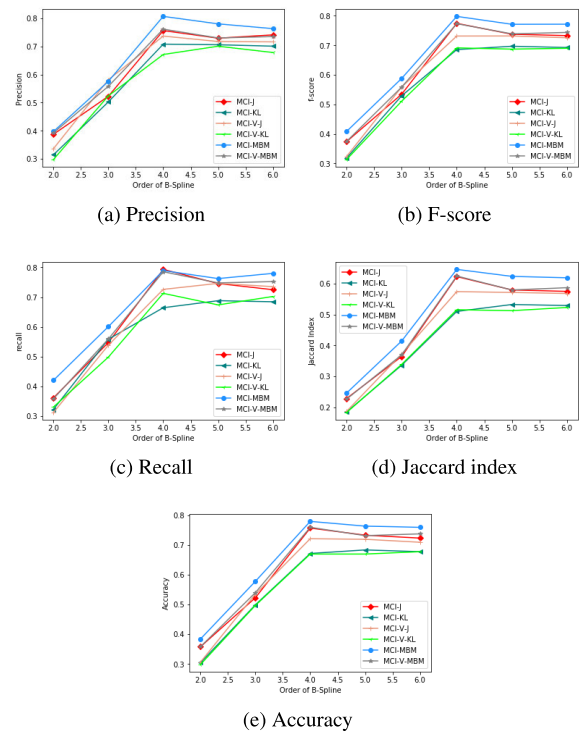 0.8
0.7
0.6
0.5
0.4
0.3
Precision
2.0 2.5 3.0 3.5 4.0 4.5 5.0 5.5 6.0
Order of B-Spline
MCI-J
MCI-KL
MCI-V-J
MCI-V-KL
MCI-MBM
MCI-V-MBM
(a) Precision
0.8
0.7
0.6
0.5
0.4
0.3
f-score
2.0 2.5 3.0 3.5 4.0 4.5 5.0 5.5 6.0
Order of B-Spline
MCI-J
MCI-KL
MCI-V-J
MCI-V-KL
MCI-MBM
MCI-V-MBM
(b) F-score
0.8
0.7
0.6
0.5
0.4
0.3
recall
2.0 2.5 3.0 3.5 4.0 4.5 5.0 5.5 6.0
Order of B-Spline
MCI-J
MCI-KL
MCI-V-J
MCI-V-KL
MCI-MBM
MCI-V-MBM
(c) Recall
0.6
0.5
0.4
0.3
0.2
Jaccard Index
2.0 2.5 3.0 3.5 4.0 4.5 5.0 5.5 6.0
Order of B-Spline
MCI-J
MCI-KL
MCI-V-J
MCI-V-KL
MCI-MBM
MCI-V-MBM
(d) Jaccard index
0.8
0.7
0.6
0.5
0.4
0.3
Accuracy
2.0 2.5 3.0 3.5 4.0 4.5 5.0 5.5 6.0
Order of B-Spline
MCI-J
MCI-KL
MCI-V-J
MCI-V-KL
MCI-MBM
MCI-V-MBM
(e) Accuracy